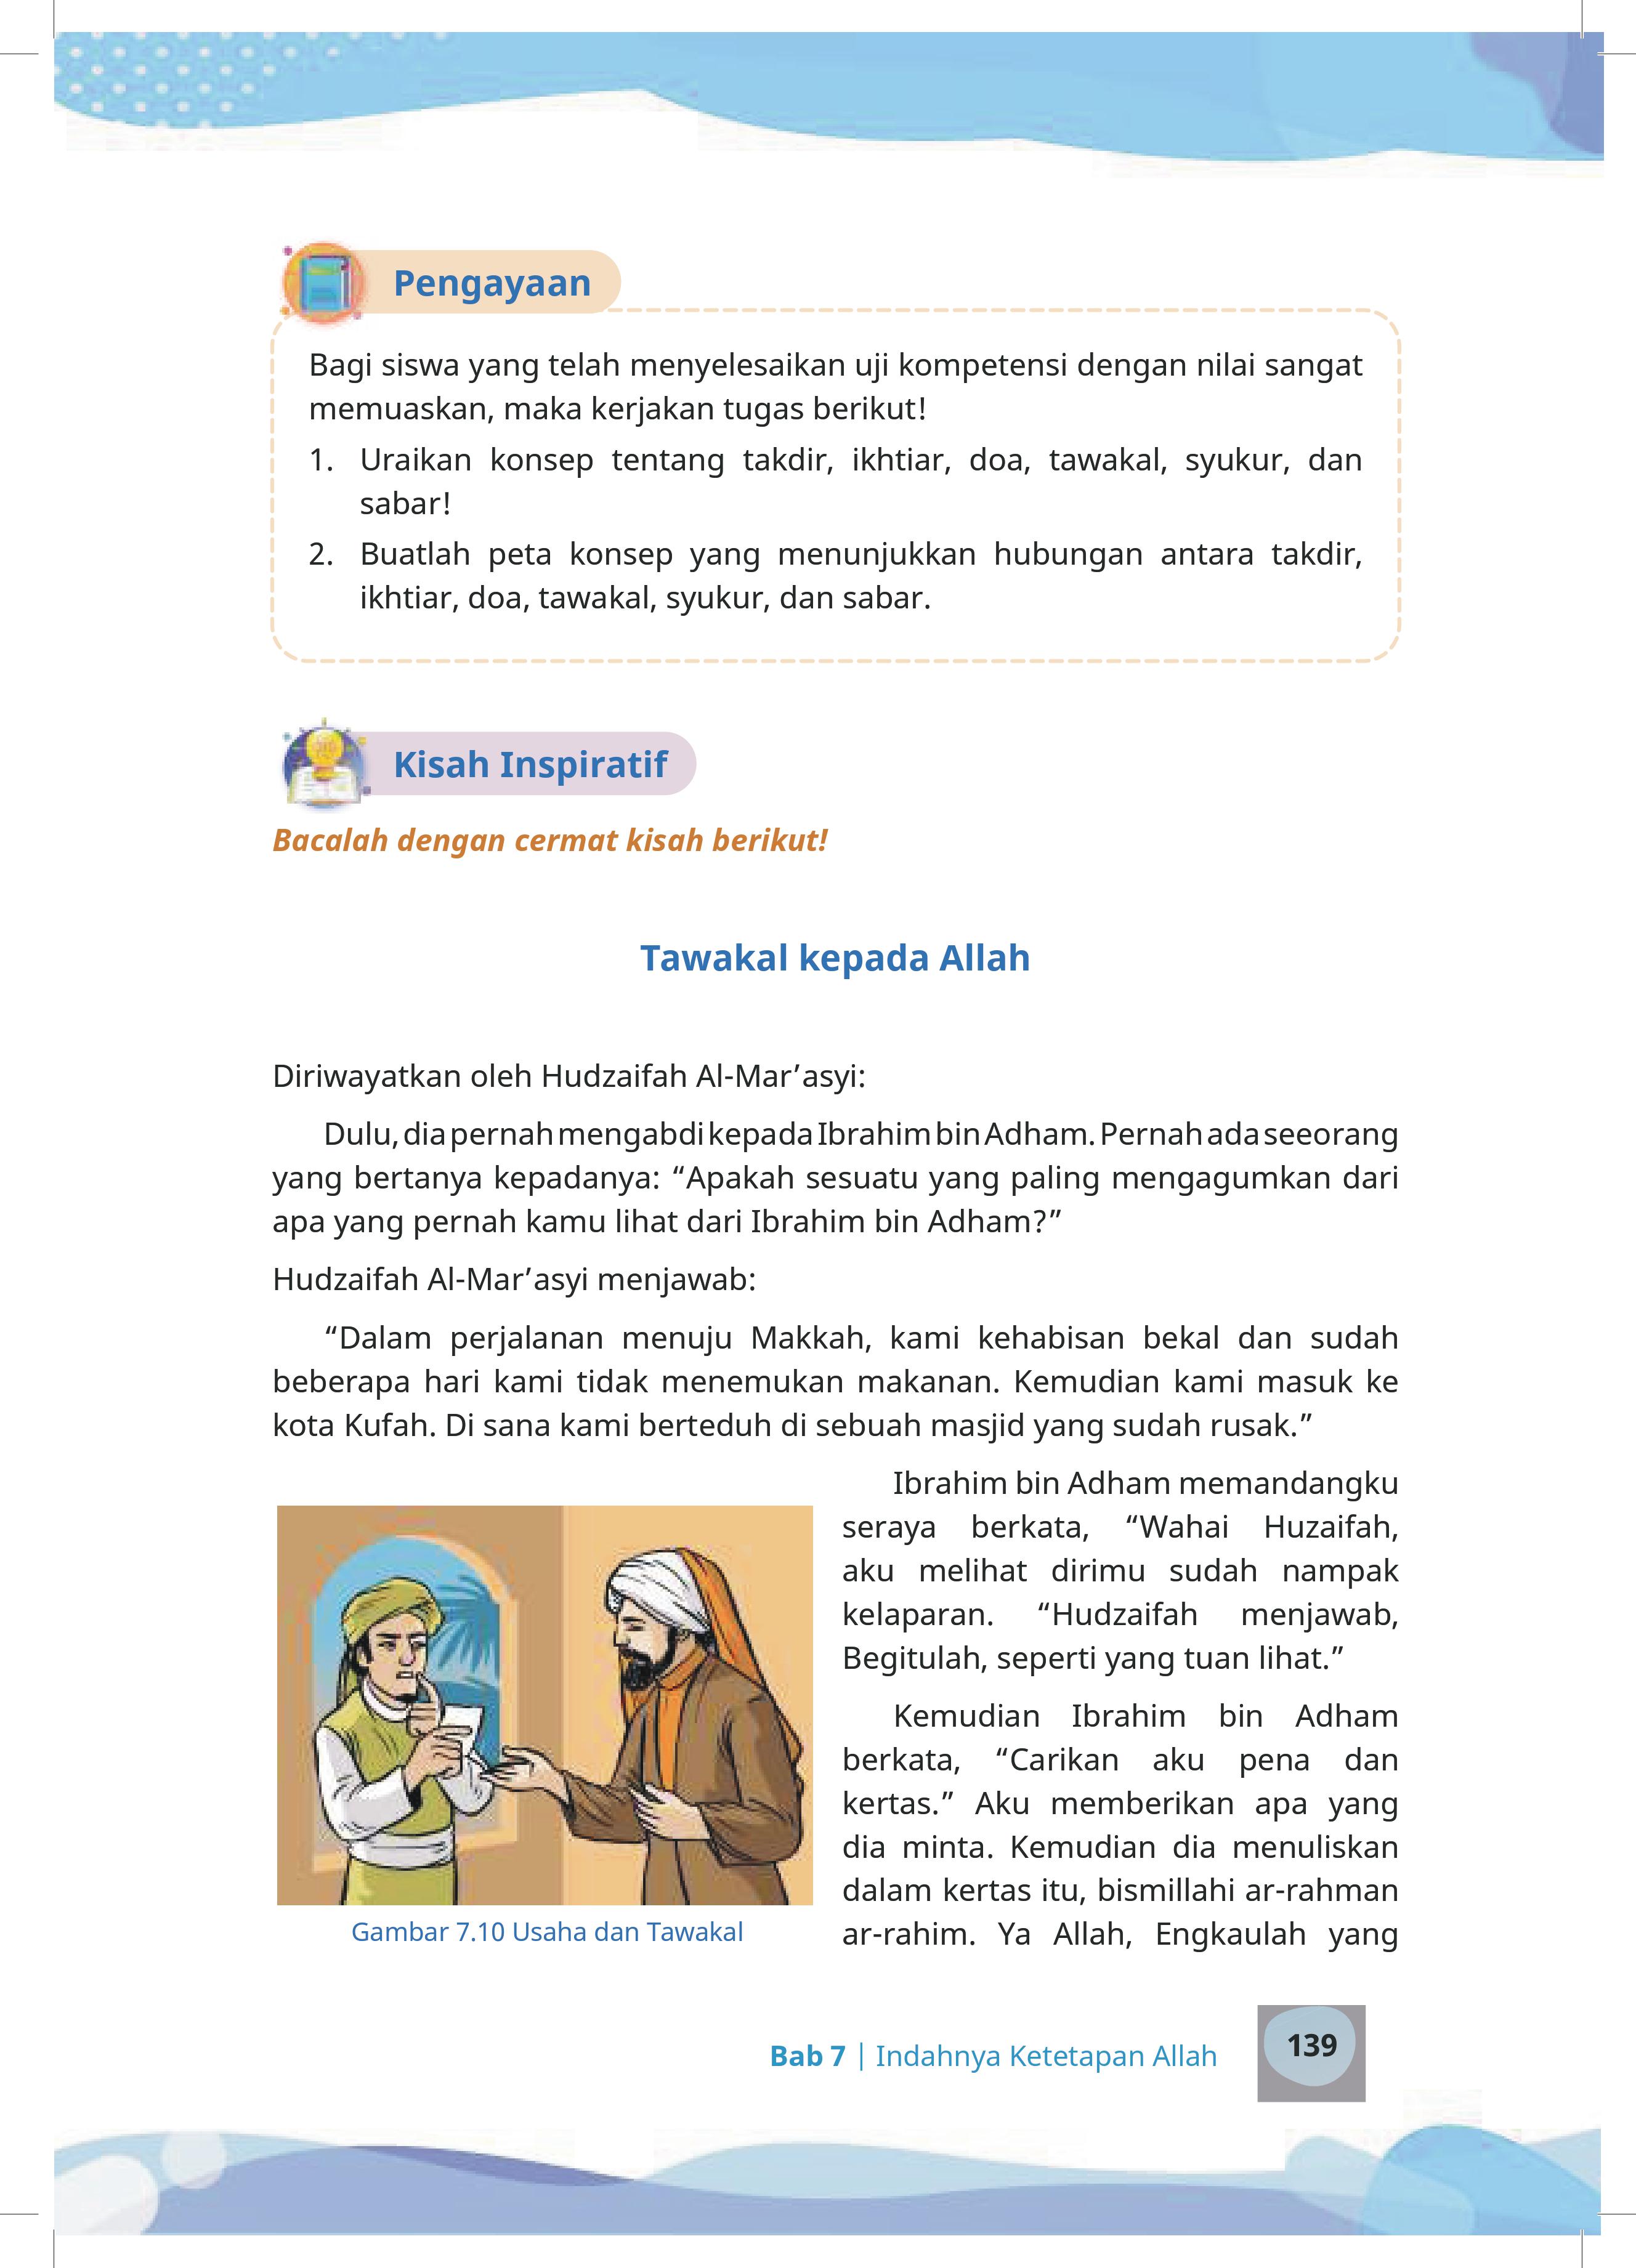 Pengayaan
Bagi siswa yang telah menyelesaikan uji kompetensi dengan nilai sangat
memuaskan, maka kerjakan tugas berikut!
1. Uraikan konsep tentang takdir, ikhtiar, doa, tawakal, syukur, dan
sabar!
2. Buatlah peta konsep yang menunjukkan hubungan antara takdir,
ikhtiar, doa, tawakal, syukur, dan sabar.
Kisah Inspiratif
Bacalah dengan cermat kisah berikut!
Tawakal kepada Allah
Diriwayatkan oleh Hudzaifah Al-Mar’asyi:
Dulu, dia pernah mengabdi kepada Ibrahim bin Adham. Pernah ada seeorang
yang bertanya kepadanya: “Apakah sesuatu yang paling mengagumkan dari
apa yang pernah kamu lihat dari Ibrahim bin Adham?”
Hudzaifah Al-Mar’asyi menjawab:
“Dalam perjalanan menuju Makkah, kami kehabisan bekal dan sudah
beberapa hari kami tidak menemukan makanan. Kemudian kami masuk ke
kota Kufah. Di sana kami berteduh di sebuah masjid yang sudah rusak.”
Ibrahim bin Adham memandangku
seraya berkata, “Wahai Huzaifah,
aku melihat dirimu sudah nampak
kelaparan. “Hudzaifah menjawab,
Begitulah, seperti yang tuan lihat.”
Kemudian Ibrahim bin Adham
berkata, “Carikan aku pena dan
kertas.” Aku memberikan apa yang
dia minta. Kemudian dia menuliskan
dalam kertas itu, bismillahi ar-rahman
ar-rahim. Ya Allah, Engkaulah yang
Gambar 7.10 Usaha dan Tawakal
Bab 7 | Indahnya Ketetapan Allah
139